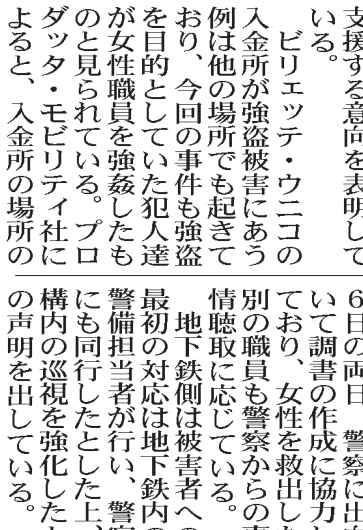 支援する意向を表明して
いる。
　ビリェッテ・ウニコの
入金所が強盗被害にあう
例は他の場所でも起きて
おり、今回の事件も強盗
を目的としていた犯人達
が女性職員を強姦したも
のと見られている。プロ
ダッタ・モビリティ社に
よると、入金所の場所の
6日の両日、警察に出
いて調書の作成に協力し
ており、女性を救出し
別の職員も警察からの事
情聴取に応じている。
　地下鉄側は被害者への
最初の対応は地下鉄内の
警備担当者が行い、警察
にも同行したとした上、
構内の巡視を強化した
の声明を出している。